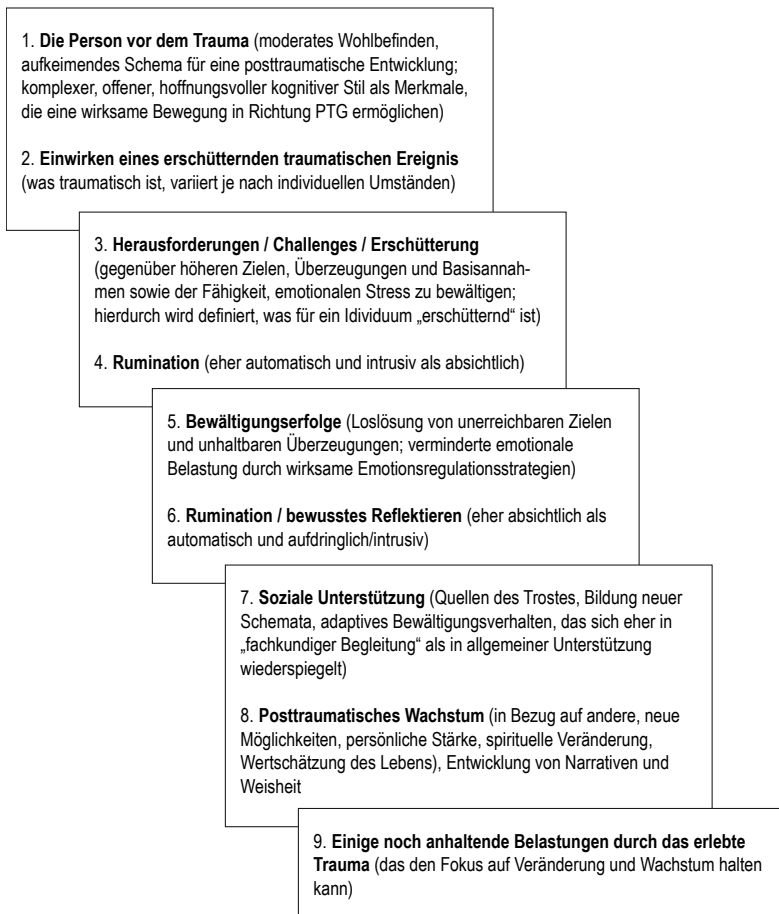 1. Die Person vor dem Trauma (moderates Wohlbefinden,
aufkeimendes Schema für eine posttraumatische Entwicklung;
komplexer, offener, hoffnungsvoller kognitiver Stil als Merkmale,
die eine wirksame Bewegung in Richtung PTG ermöglichen)
2. Einwirken eines erschütternden traumatischen Ereignis
(was traumatisch ist, variiert je nach individuellen Umständen)
3. Herausforderungen / Challenges / Erschütterung
(gegenüber höheren Zielen, Überzeugungen und Basisannah-
men sowie der Fähigkeit, emotionalen Stress zu bewältigen;
hierdurch wird definiert, was für ein Idividuum „erschütternd“ ist)
4. Rumination (eher automatisch und intrusiv als absichtlich)
5. Bewältigungserfolge (Loslösung von unerreichbaren Zielen
und unhaltbaren Überzeugungen; verminderte emotionale
Belastung durch wirksame Emotionsregulationsstrategien)
6. Rumination / bewusstes Reflektieren (eher absichtlich als
automatisch und aufdringlich/intrusiv)
7. Soziale Unterstützung (Quellen des Trostes, Bildung neuer
Schemata, adaptives Bewältigungsverhalten, das sich eher in
„fachkundiger Begleitung“ als in allgemeiner Unterstützung
wiederspiegelt)
8. Posttraumatisches Wachstum (in Bezug auf andere, neue
Möglichkeiten, persönliche Stärke, spirituelle Veränderung,
Wertschätzung des Lebens), Entwicklung von Narrativen und
Weisheit
9. Einige noch anhaltende Belastungen durch das erlebte
Trauma (das den Fokus auf Veränderung und Wachstum halten
kann)